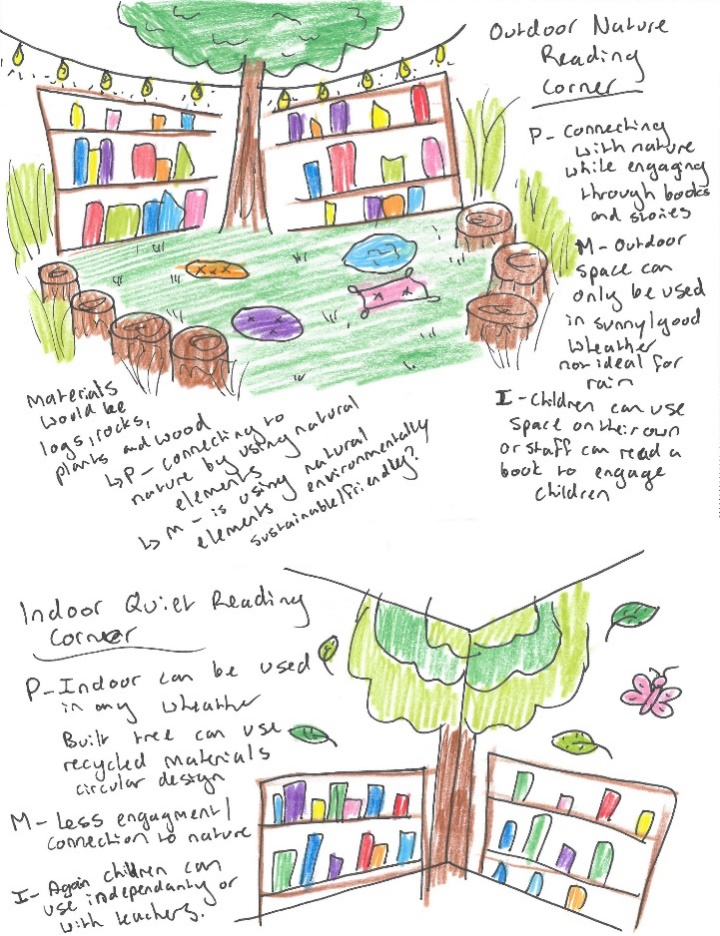 Outdoor Nature
Reading
Corner
P- Connecting
with nature
while engaging
through books
and stories
M- Outdoor
space can
only be used
in sunny/good
wheather
not ideal for
rain
I- Children can use
space on their own
or staff can read a
book to engage
children
Materials
would be
logs, rocks,
plants and wood
↳P- connecting to
nature by using natural
elements
↳M- is using natural
elements environmentally
sustainable/friendly?
Indoor Quiet Reading
Corner
P- Indoor can be used
in any wheather
Built tree can use
recycled materials
circular design
M- Less engagment/
connection to nature
I- Again children can
use independantly or
with teachers.